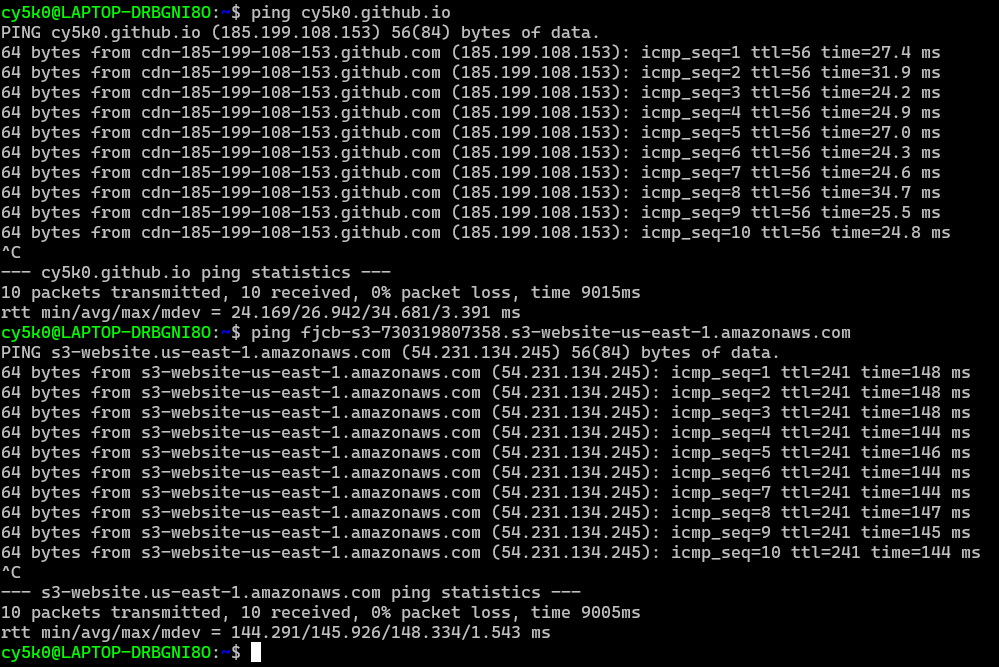 cy5k0@LAPTOP-DRBGNI8O:~$ ping cy5k0.github.io
PING cy5k0.github.io (185.199.108.153) 56(84) bytes of data.
64 bytes from cdn-185-199-108-153.github.com (185.199.108.153): icmp_seq=1 ttl=56 time=27.4 ms
64 bytes from cdn-185-199-108-153.github.com (185.199.108.153): icmp_seq=2 ttl=56 time=31.9 ms
64 bytes from cdn-185-199-108-153.github.com (185.199.108.153): icmp_seq=3 ttl=56 time=24.2 ms
64 bytes from cdn-185-199-108-153.github.com (185.199.108.153): icmp_seq=4 ttl=56 time=24.9 ms
64 bytes from cdn-185-199-108-153.github.com (185.199.108.153): icmp_seq=5 ttl=56 time=27.0 ms
64 bytes from cdn-185-199-108-153.github.com (185.199.108.153): icmp_seq=6 ttl=56 time=24.3 ms
64 bytes from cdn-185-199-108-153.github.com (185.199.108.153): icmp_seq=7 ttl=56 time=24.6 ms
64 bytes from cdn-185-199-108-153.github.com (185.199.108.153): icmp_seq=8 ttl=56 time=34.7 ms
64 bytes from cdn-185-199-108-153.github.com (185.199.108.153): icmp_seq=9 ttl=56 time=25.5 ms
64 bytes from cdn-185-199-108-153.github.com (185.199.108.153): icmp_seq=10 ttl=56 time=24.8 ms
^C
--- cy5k0.github.io ping statistics ---
10 packets transmitted, 10 received, 0% packet loss, time 9015ms
rtt min/avg/max/mdev = 24.169/26.942/34.681/3.391 ms
cy5k0@LAPTOP-DRBGNI8O:~$ ping fjcb-s3-730319807358.s3-website-us-east-1.amazonaws.com
PING s3-website.us-east-1.amazonaws.com (54.231.134.245) 56(84) bytes of data.
64 bytes from s3-website-us-east-1.amazonaws.com (54.231.134.245): icmp_seq=1 ttl=241 time=148 ms
64 bytes from s3-website-us-east-1.amazonaws.com (54.231.134.245): icmp_seq=2 ttl=241 time=148 ms
64 bytes from s3-website-us-east-1.amazonaws.com (54.231.134.245): icmp_seq=3 ttl=241 time=148 ms
64 bytes from s3-website-us-east-1.amazonaws.com (54.231.134.245): icmp_seq=4 ttl=241 time=144 ms
64 bytes from s3-website-us-east-1.amazonaws.com (54.231.134.245): icmp_seq=5 ttl=241 time=146 ms
64 bytes from s3-website-us-east-1.amazonaws.com (54.231.134.245): icmp_seq=6 ttl=241 time=144 ms
64 bytes from s3-website-us-east-1.amazonaws.com (54.231.134.245): icmp_seq=7 ttl=241 time=144 ms
64 bytes from s3-website-us-east-1.amazonaws.com (54.231.134.245): icmp_seq=8 ttl=241 time=147 ms
64 bytes from s3-website-us-east-1.amazonaws.com (54.231.134.245): icmp_seq=9 ttl=241 time=145 ms
64 bytes from s3-website-us-east-1.amazonaws.com (54.231.134.245): icmp_seq=10 ttl=241 time=144 ms
^C
--- s3-website.us-east-1.amazonaws.com ping statistics ---
10 packets transmitted, 10 received, 0% packet loss, time 9005ms
rtt min/avg/max/mdev = 144.291/145.926/148.334/1.543 ms
cy5k0@LAPTOP-DRBGNI8O:~$